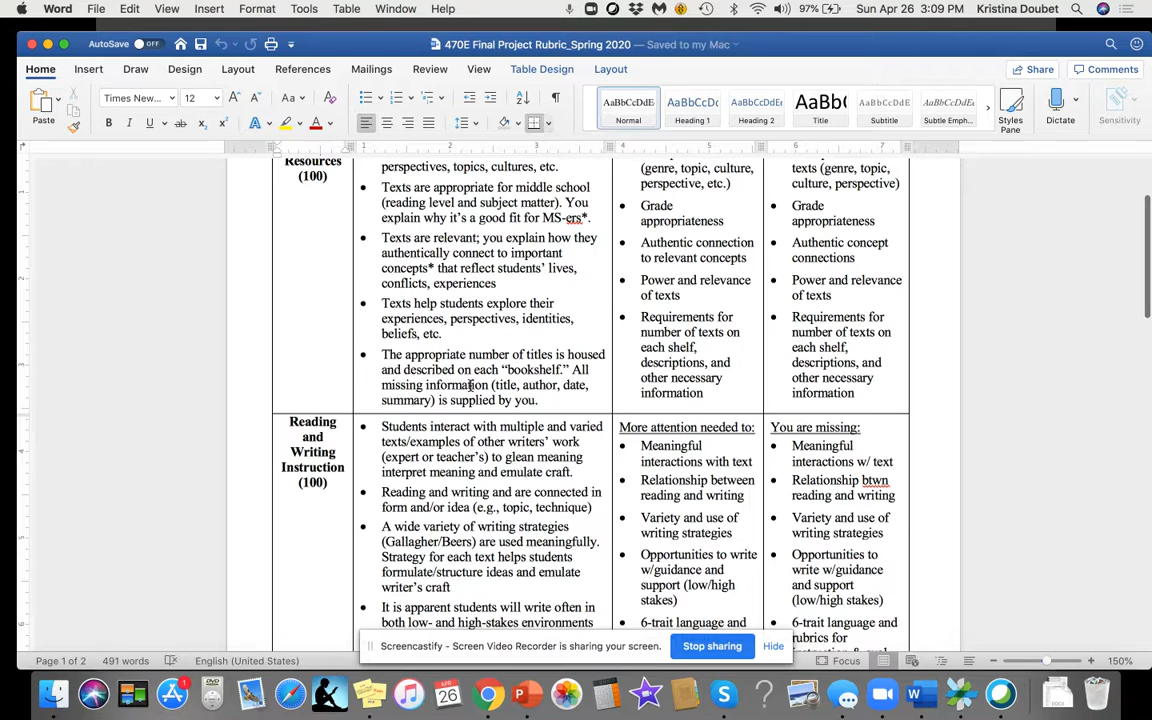 Word File Edit View Insert Format Tools Table Window Help 97% Sun Apr 26 3:09 PM Kristina Doubet
AutoSave OFF 470E Final Project Rubric_Spring 2020 — Saved to my Mac
Home Insert Draw Design Layout References Mailings Review View Table Design Layout Share Comments
Paste Times New... 12 Aa AaBbCcDdE Normal AaBbCcDc Heading 1 AaBbCcDdE Heading 2 AaBb( Title AaBbCcDdE Subtitle AaBbCcDdE Subtle Emph... Styles Pane Dictate Sensitivity
1 2 3 4 5 6 7
Resources
(100)
perspectives, topics, cultures, etc.
• Texts are appropriate for middle school
(reading level and subject matter). You
explain why it's a good fit for MS-ers*.
• Texts are relevant; you explain how they
authentically connect to important
concepts* that reflect students' lives,
conflicts, experiences
• Texts help students explore their
experiences, perspectives, identities,
beliefs, etc.
• The appropriate number of titles is housed
and described on each "bookshelf." All
missing information (title, author, date,
summary) is supplied by you.
(genre, topic, culture,
perspective, etc.)
• Grade
appropriateness
• Authentic connection
to relevant concepts
• Power and relevance
of texts
• Requirements for
number of texts on
each shelf,
descriptions, and
other necessary
information
texts (genre, topic,
culture, perspective)
• Grade
appropriateness
• Authentic concept
connections
• Power and relevance
of texts
• Requirements for
number of texts on
each shelf,
descriptions, and
other necessary
information
Reading
and
Writing
Instruction
(100)
• Students interact with multiple and varied
texts/examples of other writers' work
(expert or teacher's) to glean meaning
interpret meaning and emulate craft.
• Reading and writing and are connected in
form and/or idea (e.g., topic, technique)
• A wide variety of writing strategies
(Gallagher/Beers) are used meaningfully.
Strategy for each text helps students
formulate/structure ideas and emulate
writer's craft
• It is apparent students will write often in
both low- and high-stakes environments
More attention needed to:
• Meaningful
interactions with text
• Relationship between
reading and writing
• Variety and use of
writing strategies
• Opportunities to write
w/guidance and
support (low/high
stakes)
• 6-trait language and
You are missing:
• Meaningful
interactions w/ text
• Relationship btwn
reading and writing
• Variety and use of
writing strategies
• Opportunities to
write w/guidance
and support
(low/high stakes)
• 6-trait language and
rubrics for
Screencastify - Screen Video Recorder is sharing your screen. Stop sharing Hide
Page 1 of 2 491 words English (United States) Focus 150%
APR
26